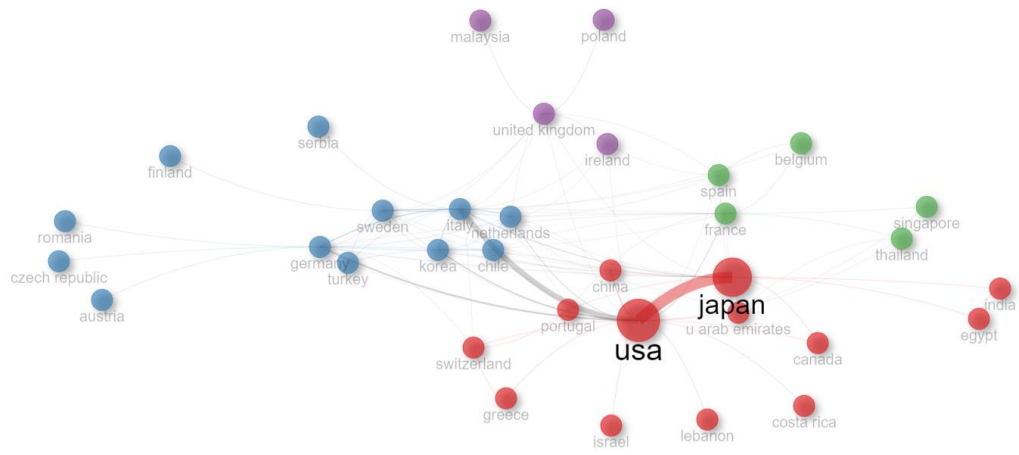 malaysia
poland
united kingdom
serbia
ireland
belgium
finland
spain
romania
sweden
italy
netherlands
france
singapore
czech republic
germany
turkey
korea
chile
china
thailand
austria
portugal
japan
u arab emirates
india
egypt
usa
switzerland
canada
greece
israel
lebanon
costa rica